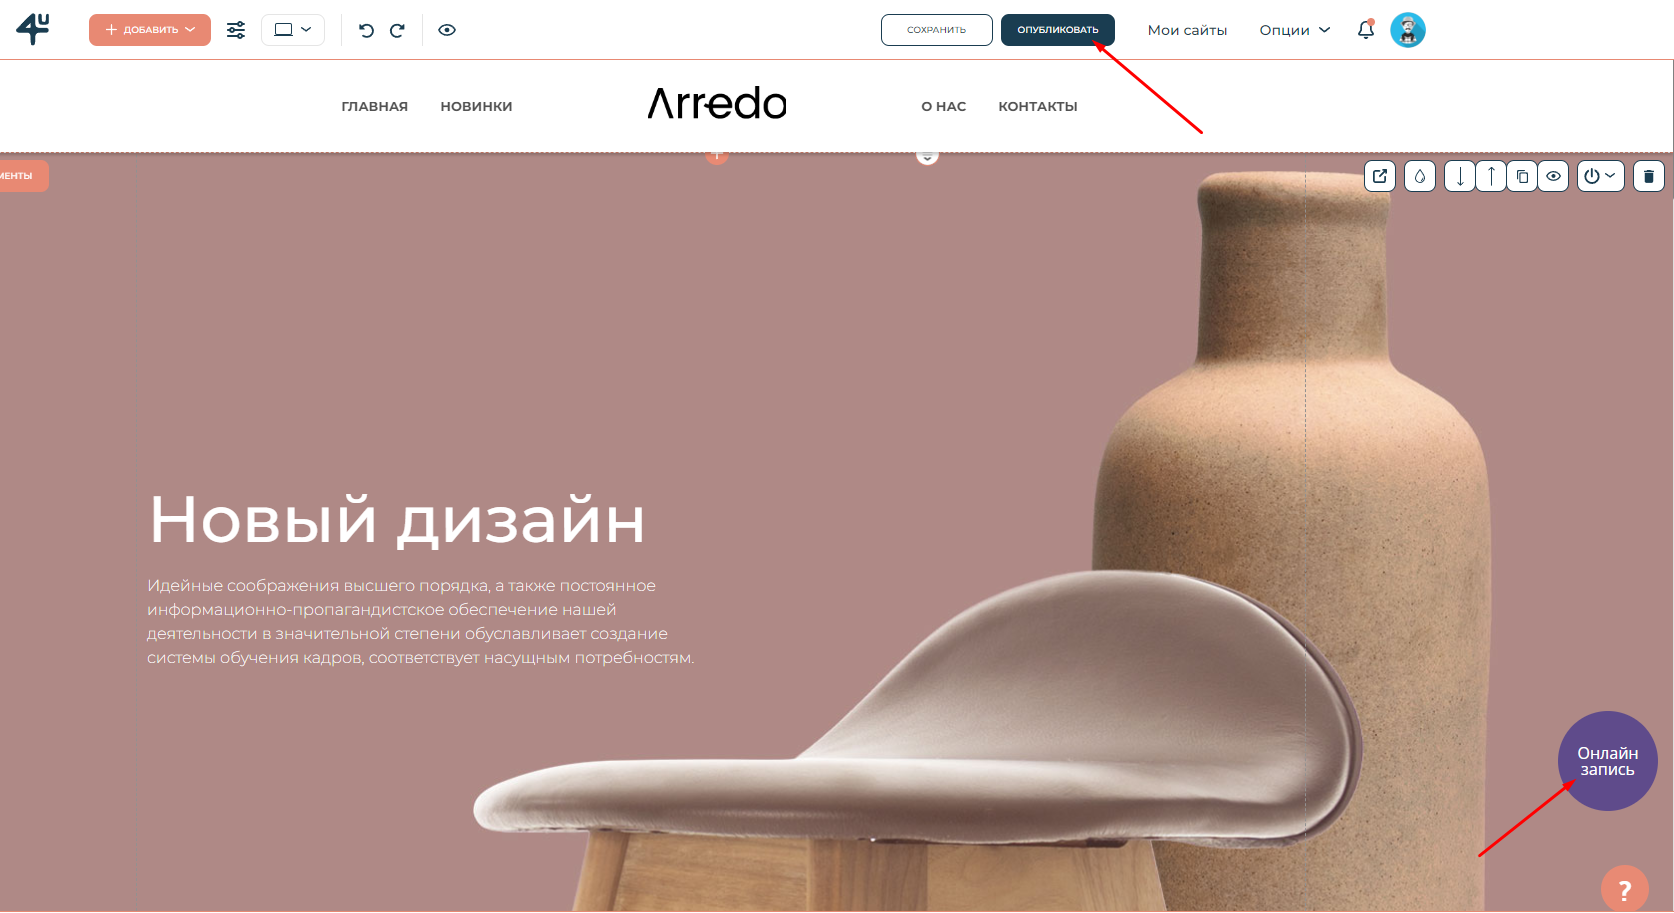 4U
ДОБАВИТЬ
СОХРАНИТЬ
ОПУБЛИКОВАТЬ
Мои сайты
Опции
ГЛАВНАЯ
НОВИНКИ
Arredo
О НАС
КОНТАКТЫ
МЕНТЫ
Новый дизайн
Идейные соображения высшего порядка, а также постоянное
информационно-пропагандистское обеспечение нашей
деятельности в значительной степени обуславливает создание
системы обучения кадров, соответствует насущным потребностям.
Онлайн
запись
?